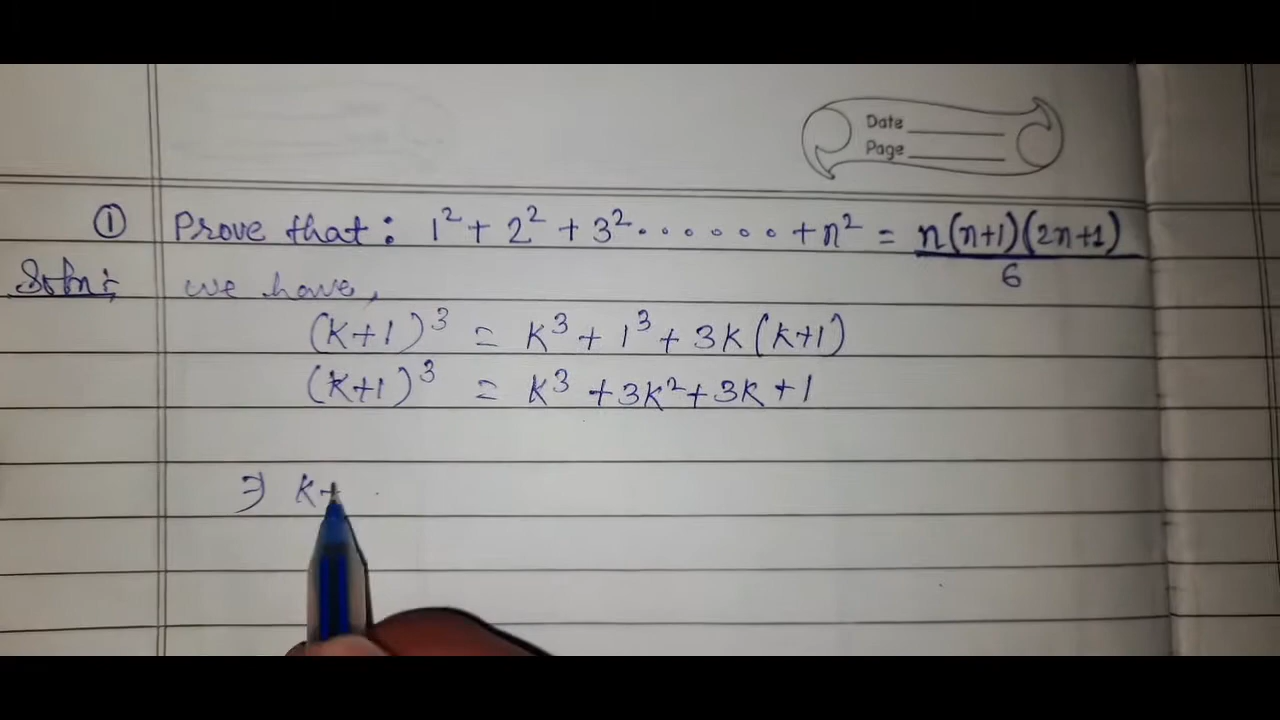 Date
Page
① Prove that: 1² + 2² + 3² ....... + n² = n(n+1)(2n+1)
6
Soln: we have,
(k+1)³ = k³ + 1³ + 3k(k+1)
(k+1)³ = k³ + 3k² + 3k + 1
⇒ k+